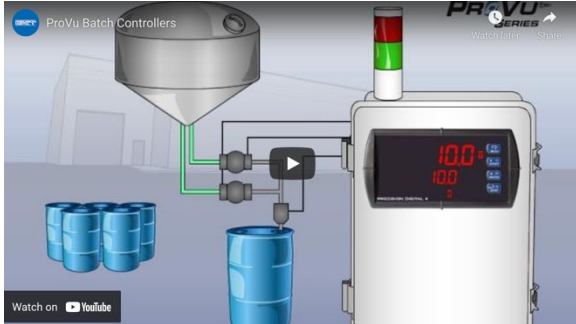 ProVu Batch Controllers
PROVU
SERIES
Watch later
Share
10.0
10.0
0
PRECISION DIGITAL
Watch on YouTube